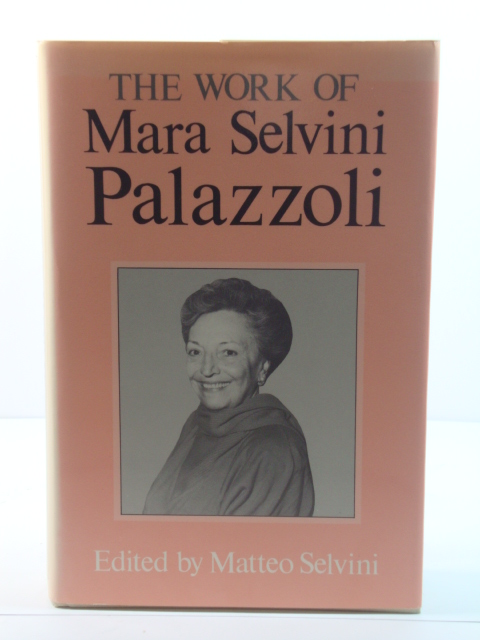 THE WORK OF
Mara Selvini
Palazzoli
Edited by Matteo Selvini